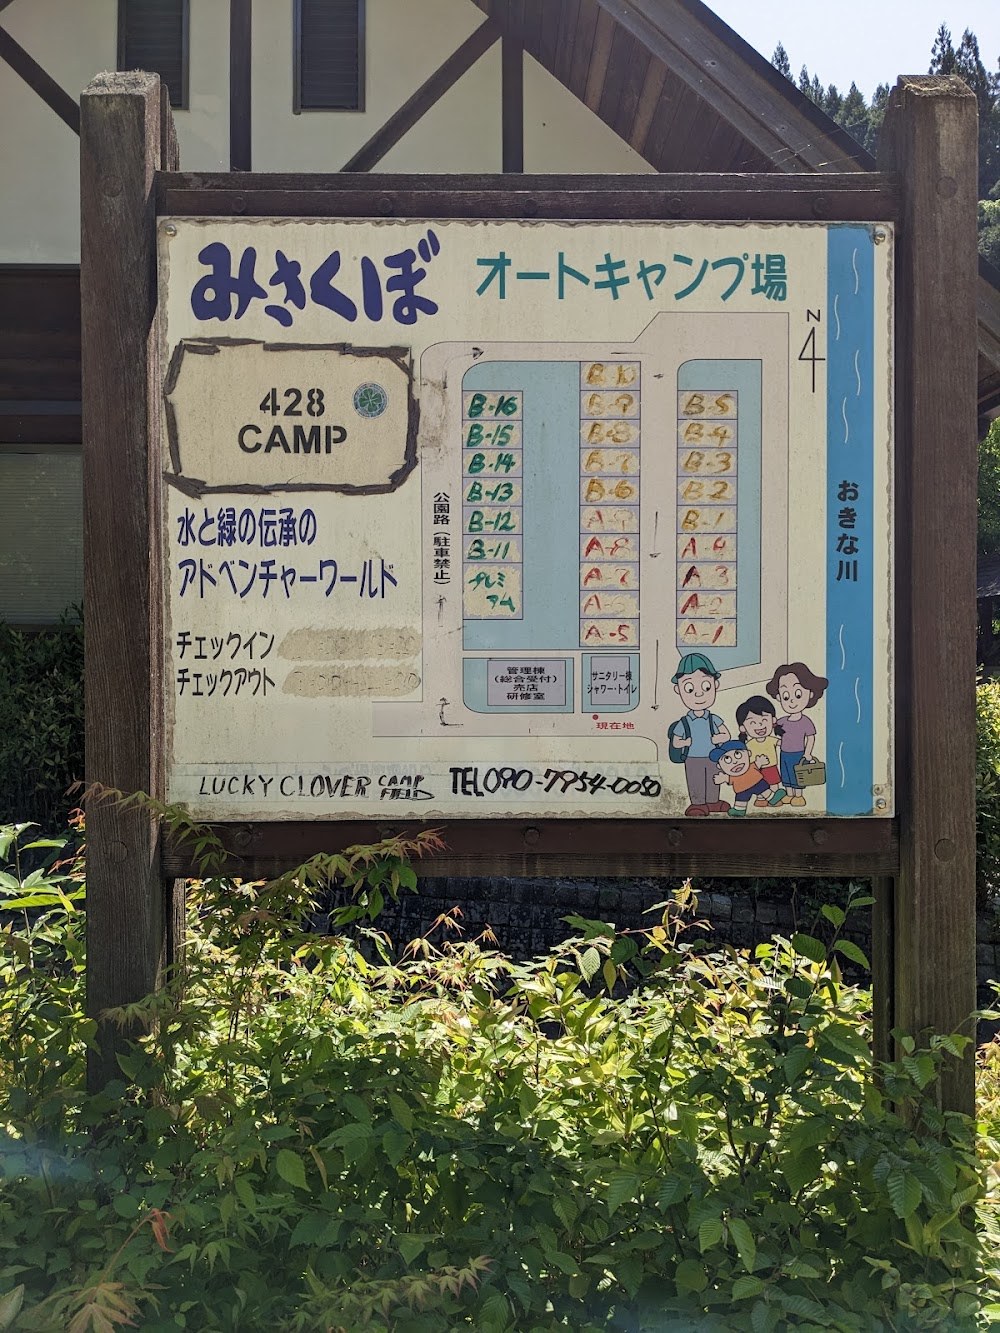 みさくぼ オートキャンプ場
N
428
CAMP
水と緑の伝承の
アドベンチャーワールド
チェックイン
チェックアウト
公園路(駐車禁止)
B-16
B-15
B-14
B-13
B-12
B-11
プレミ
アム
B-10
B-9
B-8
B-7
B-6
A-9
A-8
A-7
A-6
A-5
B-5
B-4
B-3
B-2
B-1
A-4
A-3
A-2
A-1
管理棟
(総合受付)
売店
研修室
サニタリー棟
シャワー・トイレ
現在地
おきな川
LUCKY CLOVER CAMP FIELD TEL 090-7954-0050